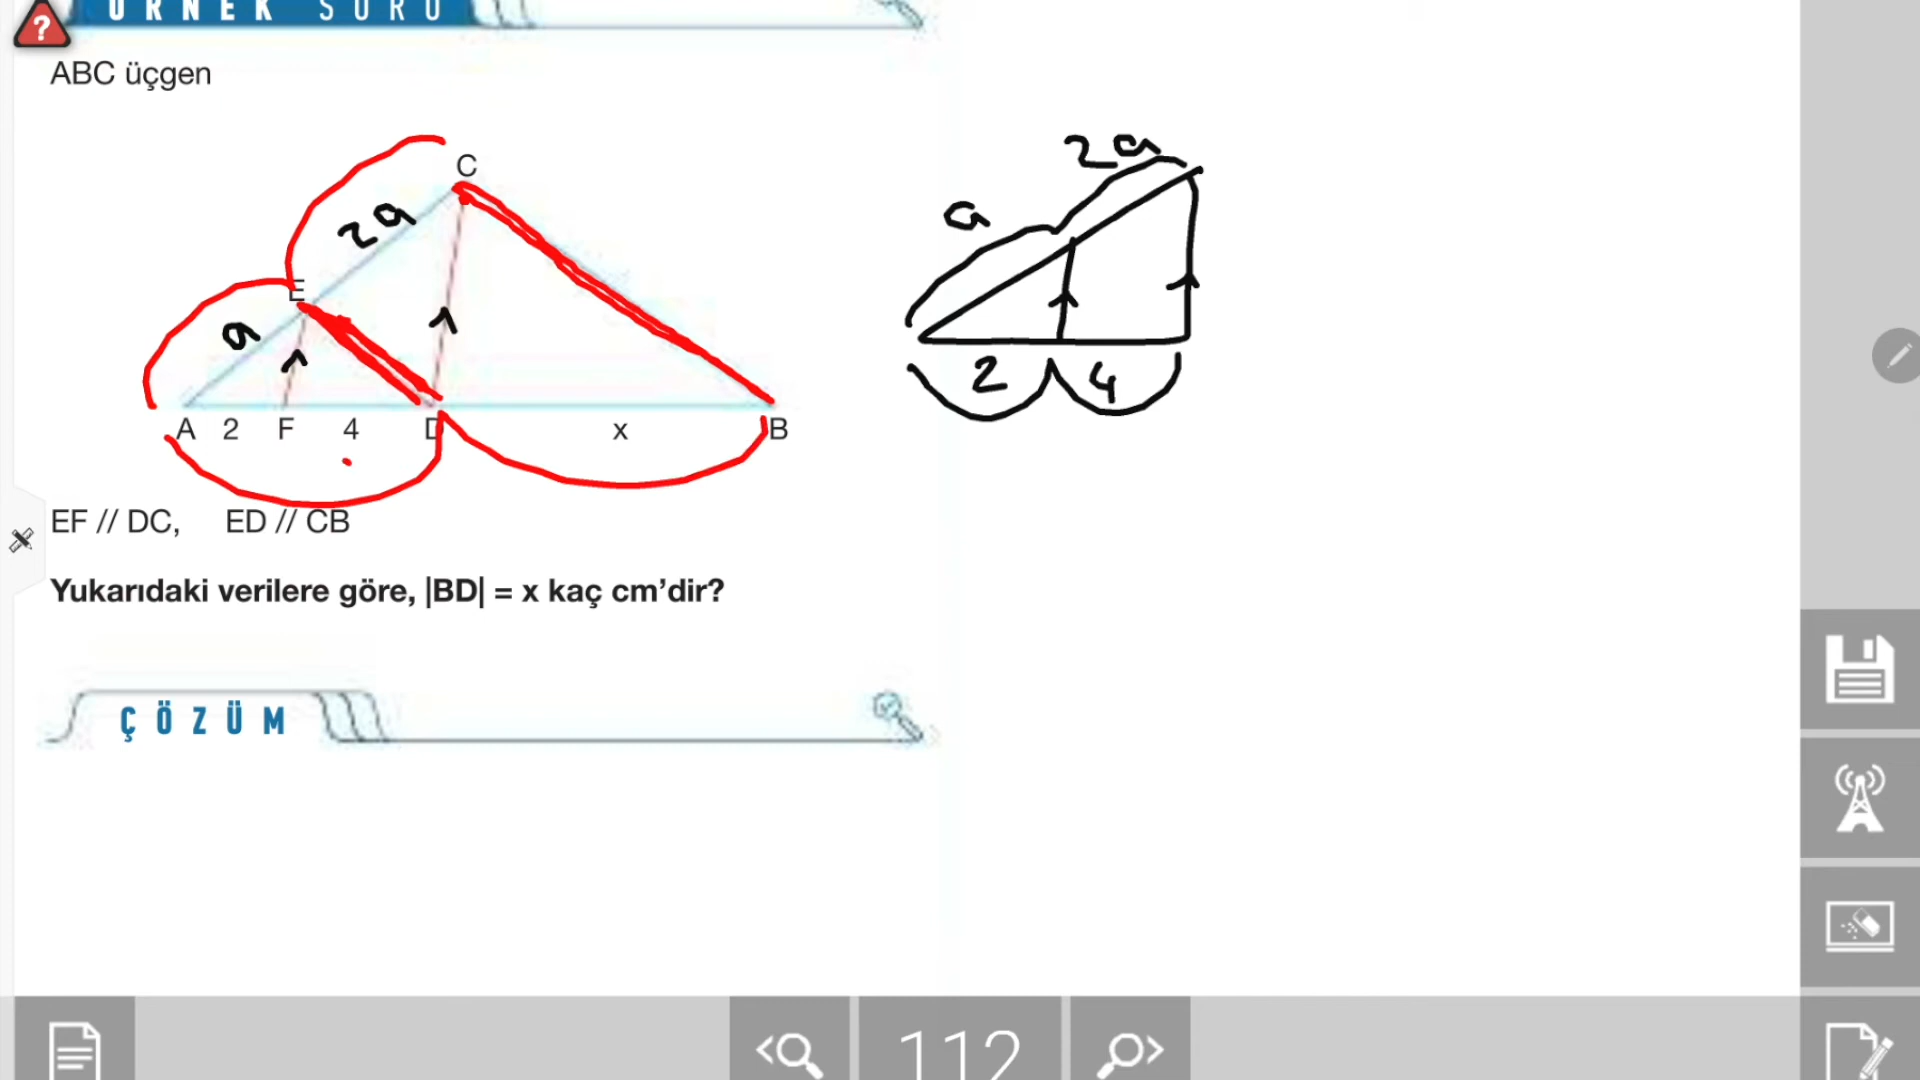 ÖRNEK SORU
?
ABC üçgen
C
2a
E
a
A 2 F 4 D x B
2a
a
2 4
EF // DC, ED // CB
Yukarıdaki verilere göre, |BD| = x kaç cm'dir?
ÇÖZÜM
112